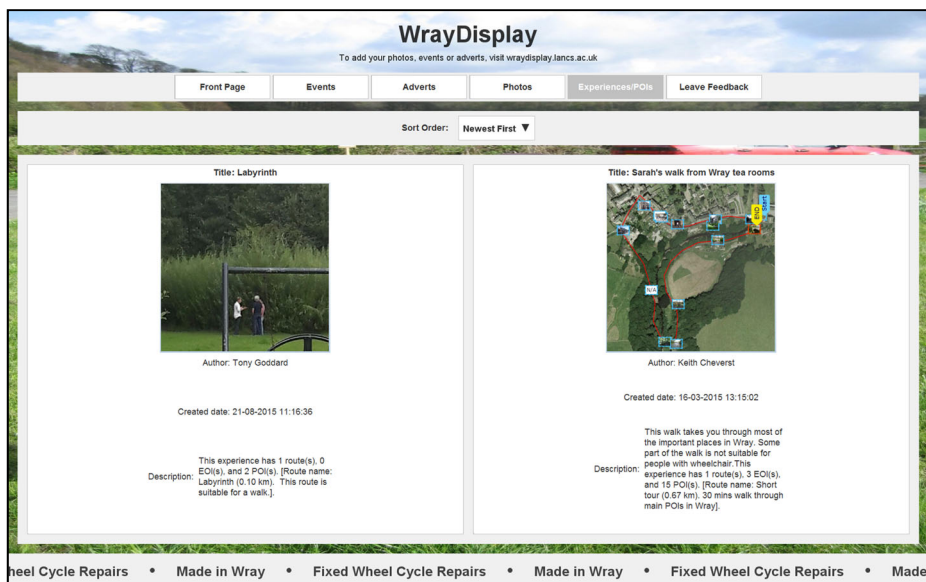 WrayDisplay
To add your photos, events or adverts, visit wraydisplay.lancs.ac.uk
Front Page
Events
Adverts
Photos
Experiences/POIs
Leave Feedback
Sort Order:
Newest First ▼
Title: Labyrinth
Author: Tony Goddard
Created date: 21-08-2015 11:16:36
Description:
This experience has 1 route(s), 0
EOI(s), and 2 POI(s). [Route name:
Labyrinth (0.10 km).  This route is
suitable for a walk.].
Title: Sarah's walk from Wray tea rooms
Start
END
N/A
Author: Keith Cheverst
Created date: 16-03-2015 13:15:02
Description:
This walk takes you through most of
the important places in Wray. Some
part of the walk is not suitable for
people with wheelchair.This
experience has 1 route(s), 3 EOI(s),
and 15 POI(s). [Route name: Short
tour (0.67 km). 30 mins walk through
main POIs in Wray].
heel Cycle Repairs • Made in Wray • Fixed Wheel Cycle Repairs • Made in Wray • Fixed Wheel Cycle Repairs • Made